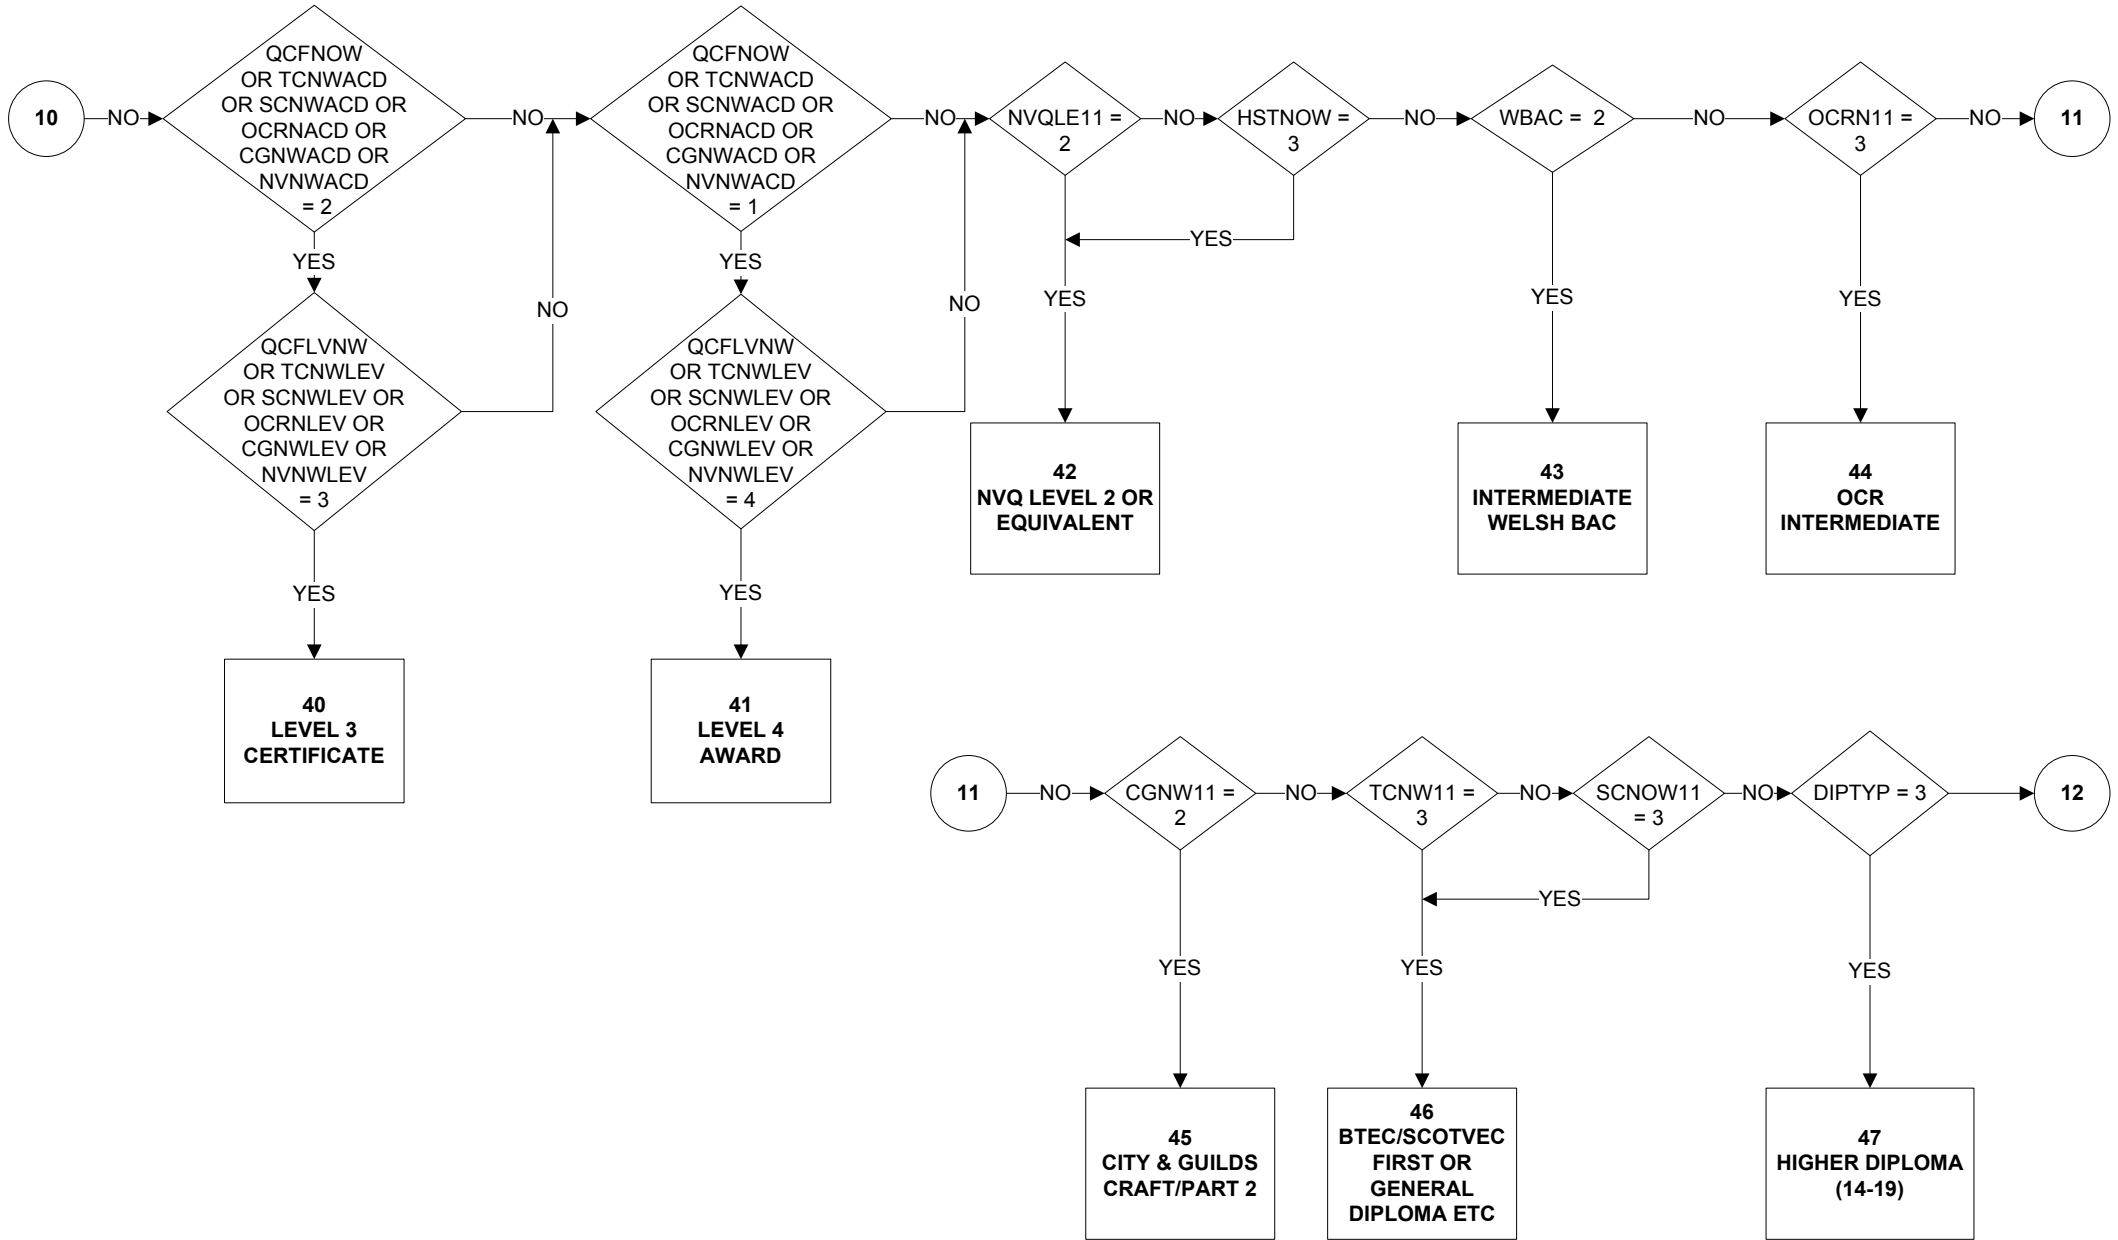 10
NO
QCFNOW
OR TCNWACD
OR SCNWACD OR
OCRNACD OR
CGNWACD OR
NVNWACD
= 2
NO
QCFNOW
OR TCNWACD
OR SCNWACD OR
OCRNACD OR
CGNWACD OR
NVNWACD
= 1
NO
NVQLE11 =
2
NO
HSTNOW =
3
NO
WBAC = 2
NO
OCRN11 =
3
NO
11
YES
YES
YES
NO
NO
YES
YES
YES
QCFLVNW
OR TCNWLEV
OR SCNWLEV OR
OCRNLEV OR
CGNWLEV OR
NVNWLEV
= 3
QCFLVNW
OR TCNWLEV
OR SCNWLEV OR
OCRNLEV OR
CGNWLEV OR
NVNWLEV
= 4
42
NVQ LEVEL 2 OR
EQUIVALENT
43
INTERMEDIATE
WELSH BAC
44
OCR
INTERMEDIATE
YES
YES
40
LEVEL 3
CERTIFICATE
41
LEVEL 4
AWARD
11
NO
CGNW11 =
2
NO
TCNW11 =
3
NO
SCNOW11
= 3
NO
DIPTYP = 3
12
YES
YES
YES
YES
45
CITY & GUILDS
CRAFT/PART 2
46
BTEC/SCOTVEC
FIRST OR
GENERAL
DIPLOMA ETC
47
HIGHER DIPLOMA
(14-19)